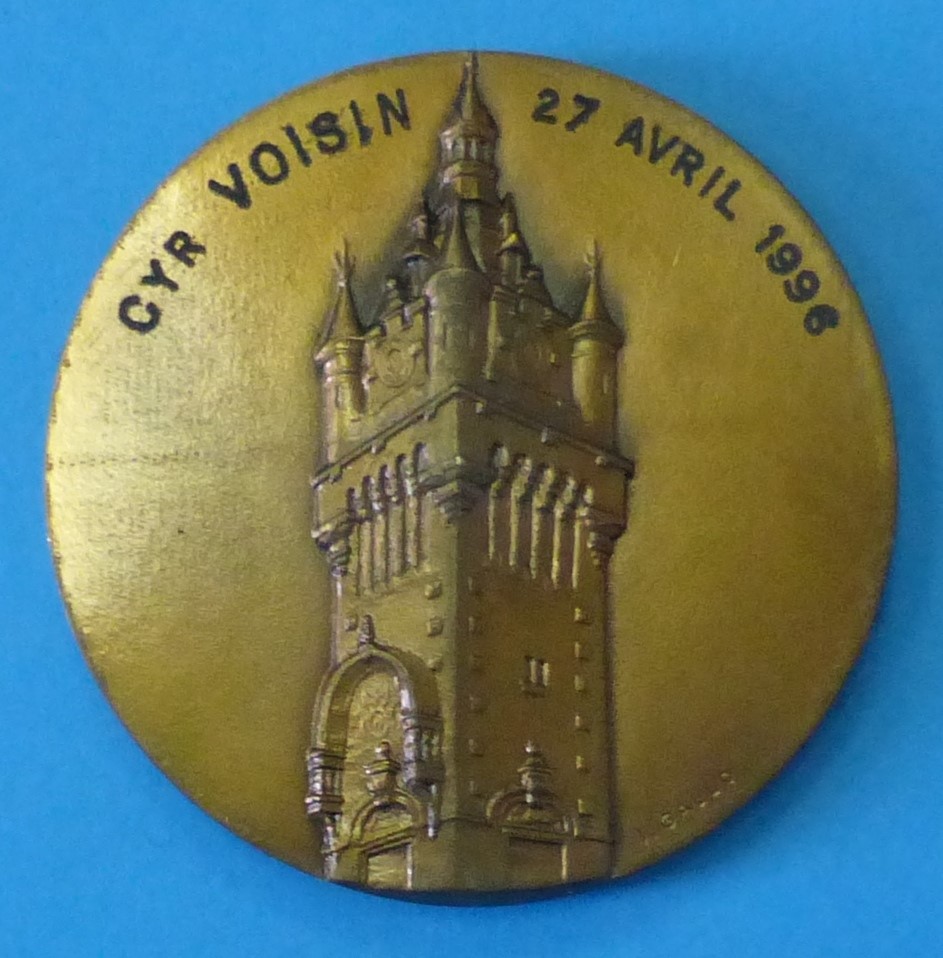 CYR VOISIN 27 AVRIL 1996